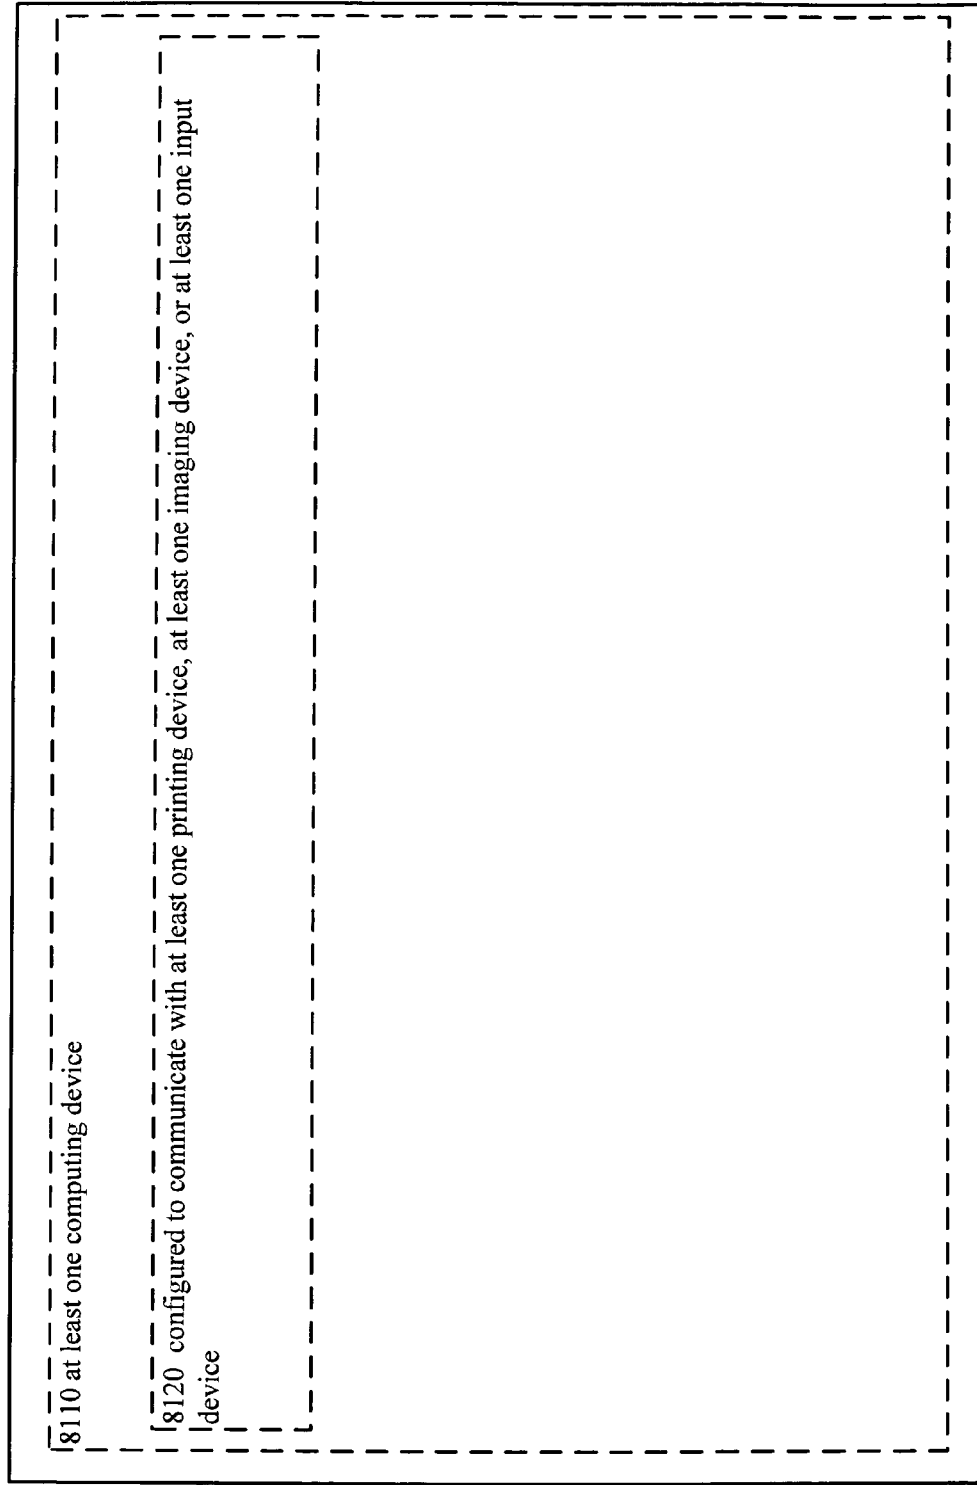 8110 at least one computing device
8120 configured to communicate with at least one printing device, at least one imaging device, or at least one input
device